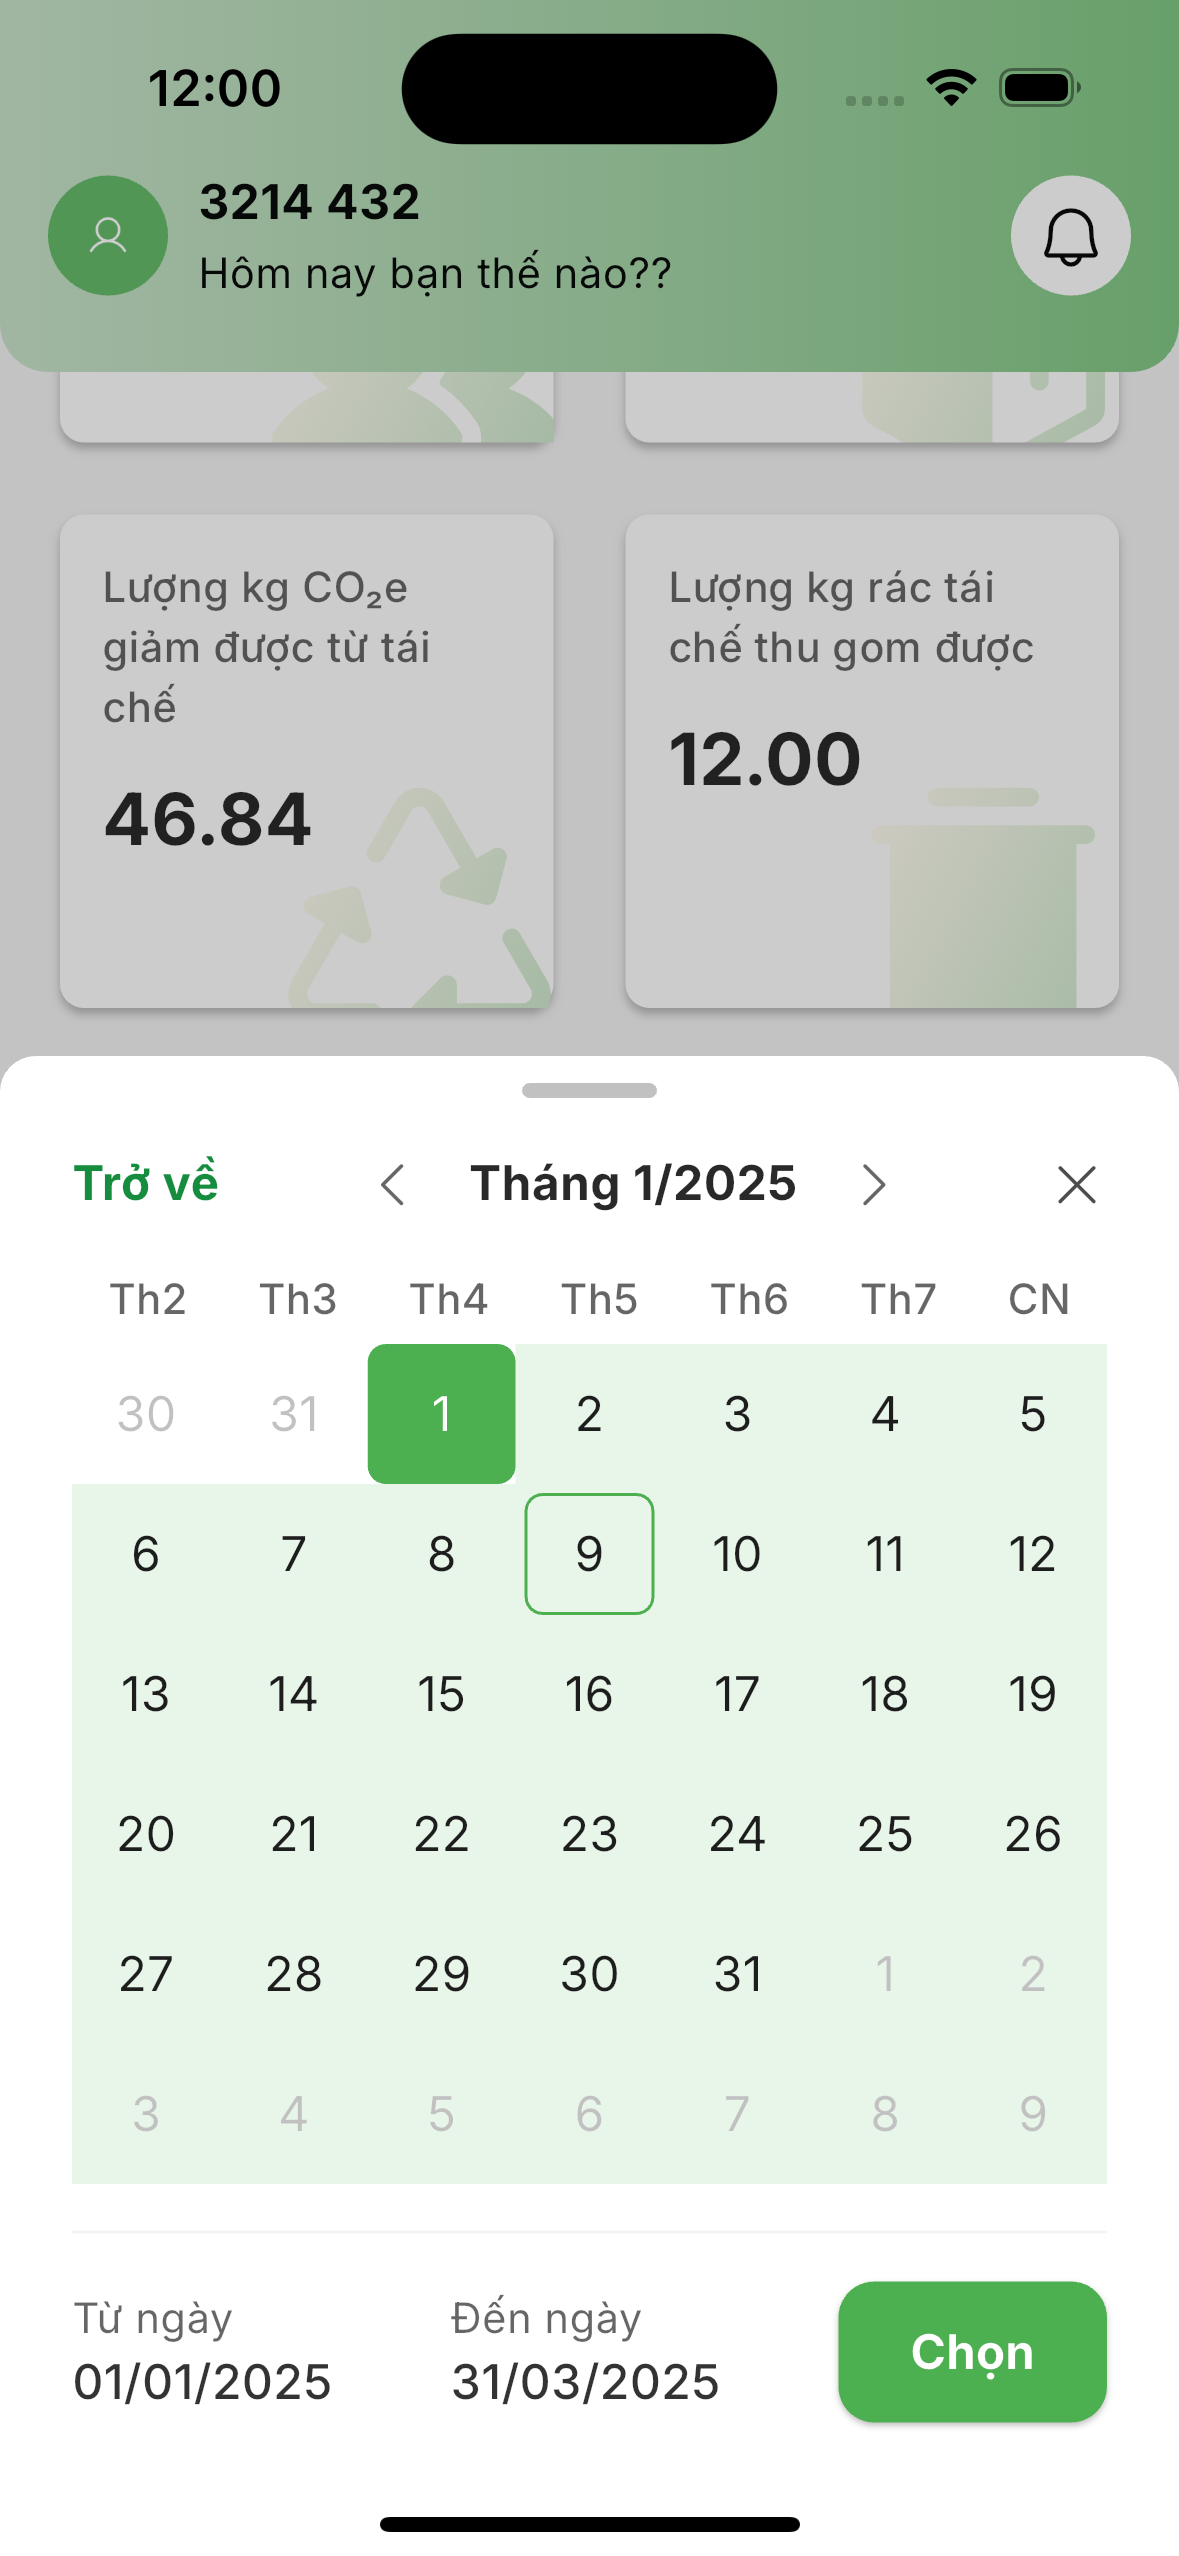 12:00
3214 432
Hôm nay bạn thế nào??
Lượng kg CO₂e
giảm được từ tái
chế
46.84
Lượng kg rác tái
chế thu gom được
12.00
Trở về
Tháng 1/2025
Th2 Th3 Th4 Th5 Th6 Th7 CN
30 31 1 2 3 4 5
6 7 8 9 10 11 12
13 14 15 16 17 18 19
20 21 22 23 24 25 26
27 28 29 30 31 1 2
3 4 5 6 7 8 9
Từ ngày
01/01/2025
Đến ngày
31/03/2025
Chọn